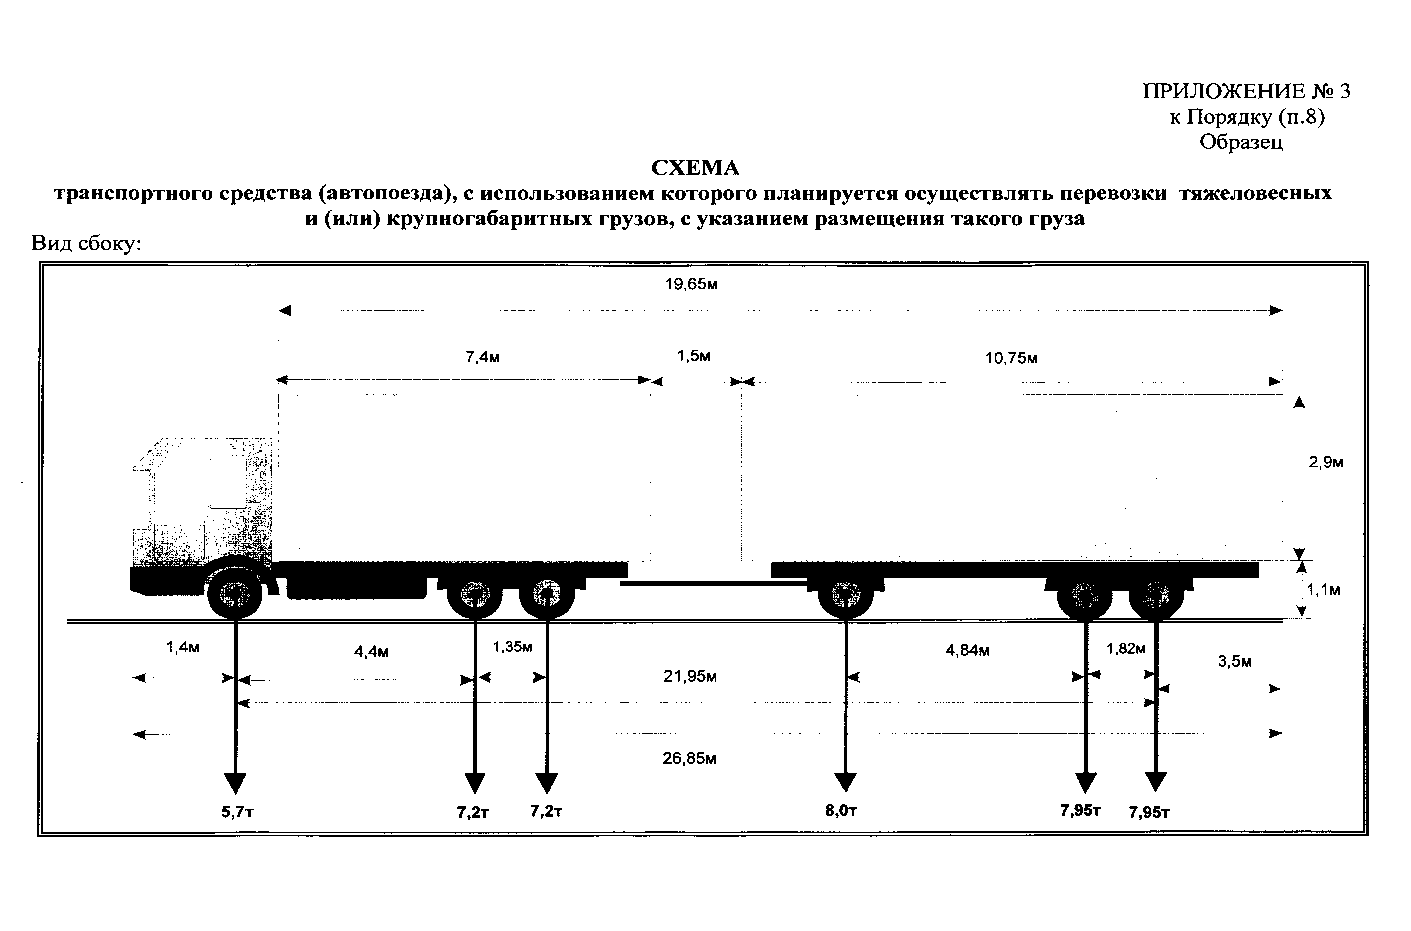 ПРИЛОЖЕНИЕ № 3
к Порядку (п.8)
Образец
СХЕМА
транспортного средства (автопоезда), с использованием которого планируется осуществлять перевозки тяжеловесных
и (или) крупногабаритных грузов, с указанием размещения такого груза
Вид сбоку:
19,65м
7,4м
1,5м
10,75м
2,9м
1,1м
1,4м
4,4м
1,35м
4,84м
1,82м
3,5м
21,95м
26,85м
5,7т
7,2т
7,2т
8,0т
7,95т
7,95т